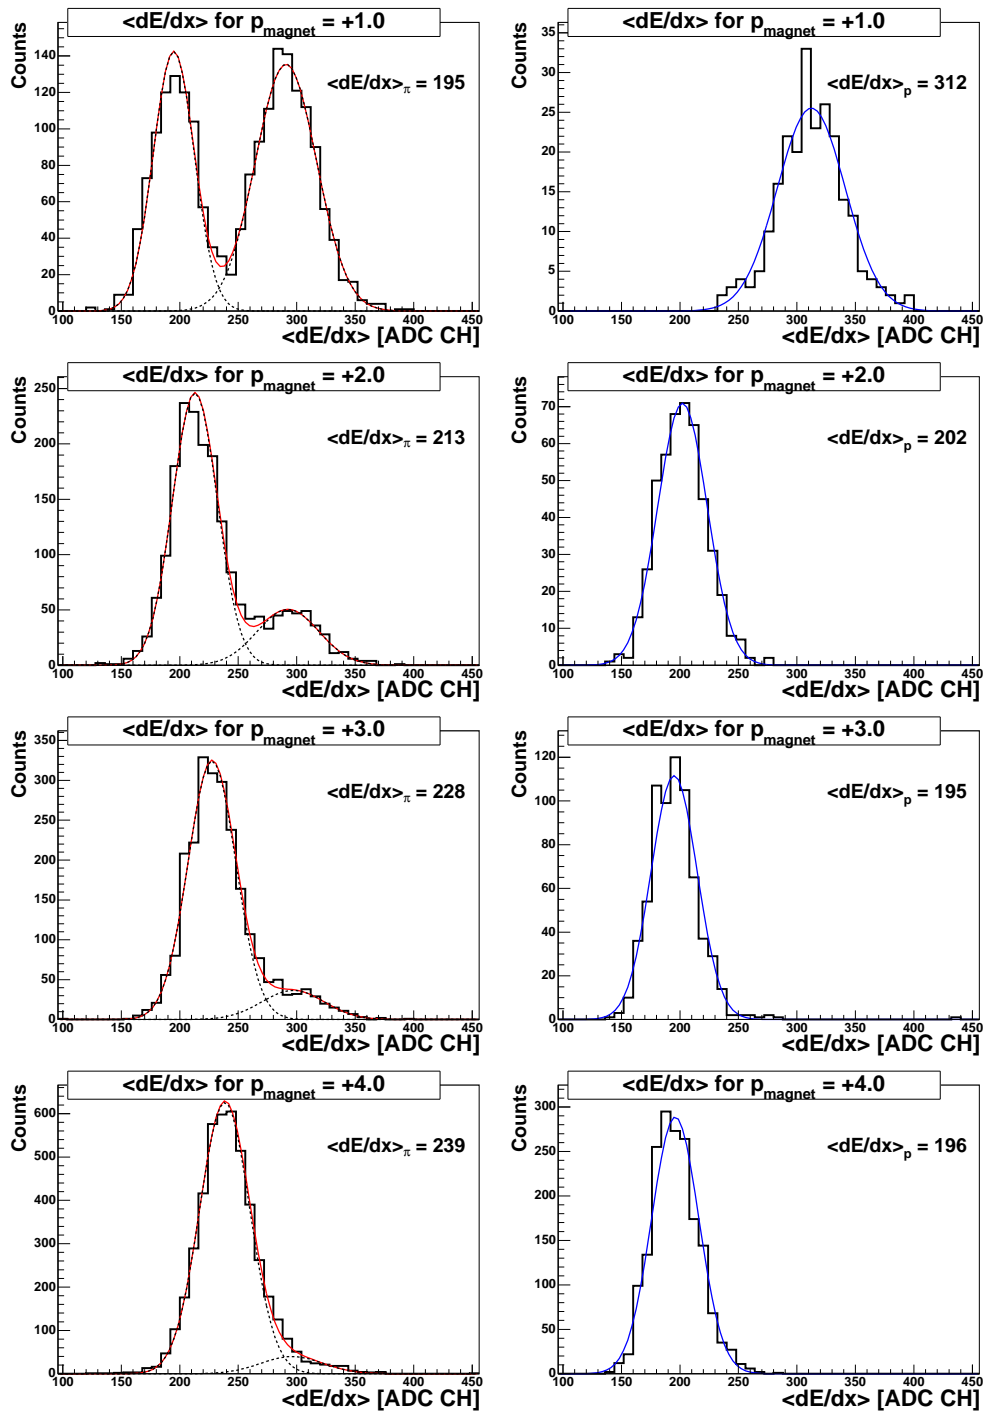 <dE/dx> for p_magnet = +1.0
Counts
140
120
100
80
60
40
20
0
<dE/dx>_π = 195
100 150 200 250 300 350 400 450
<dE/dx> [ADC CH]
<dE/dx> for p_magnet = +1.0
Counts
35
30
25
20
15
10
5
0
<dE/dx>_p = 312
100 150 200 250 300 350 400 450
<dE/dx> [ADC CH]
<dE/dx> for p_magnet = +2.0
Counts
250
200
150
100
50
0
<dE/dx>_π = 213
100 150 200 250 300 350 400 450
<dE/dx> [ADC CH]
<dE/dx> for p_magnet = +2.0
Counts
70
60
50
40
30
20
10
0
<dE/dx>_p = 202
100 150 200 250 300 350 400 450
<dE/dx> [ADC CH]
<dE/dx> for p_magnet = +3.0
Counts
350
300
250
200
150
100
50
0
<dE/dx>_π = 228
100 150 200 250 300 350 400 450
<dE/dx> [ADC CH]
<dE/dx> for p_magnet = +3.0
Counts
120
100
80
60
40
20
0
<dE/dx>_p = 195
100 150 200 250 300 350 400 450
<dE/dx> [ADC CH]
<dE/dx> for p_magnet = +4.0
Counts
600
500
400
300
200
100
0
<dE/dx>_π = 239
100 150 200 250 300 350 400 450
<dE/dx> [ADC CH]
<dE/dx> for p_magnet = +4.0
Counts
300
250
200
150
100
50
0
<dE/dx>_p = 196
100 150 200 250 300 350 400 450
<dE/dx> [ADC CH]